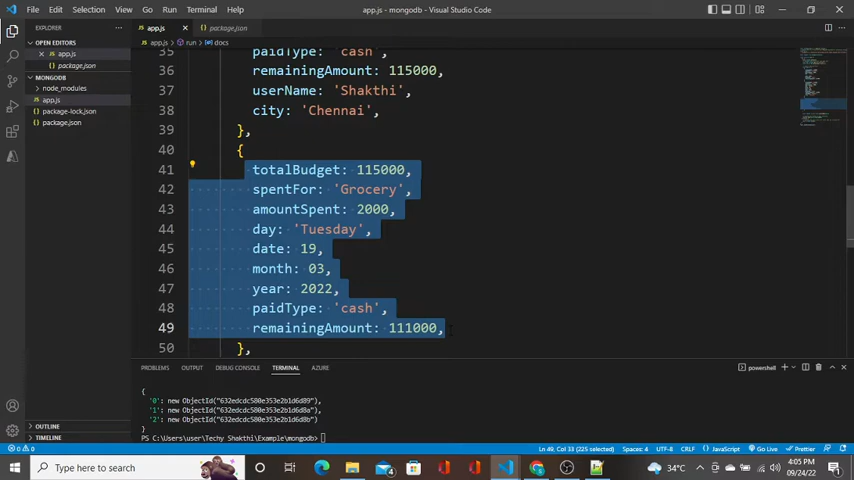 File Edit Selection View Go Run Terminal Help
app.js - mongodb - Visual Studio Code
EXPLORER
OPEN EDITORS
app.js
package.json
MONGODB
node_modules
app.js
package-lock.json
package.json
OUTLINE
TIMELINE
app.js package.json
app.js > run > docs
35 paidType: 'cash',
36 remainingAmount: 115000,
37 userName: 'Shakthi',
38 city: 'Chennai',
39 },
40 {
41 totalBudget: 115000,
42 spentFor: 'Grocery',
43 amountSpent: 2000,
44 day: 'Tuesday',
45 date: 19,
46 month: 03,
47 year: 2022,
48 paidType: 'cash',
49 remainingAmount: 111000,
50 },
PROBLEMS OUTPUT DEBUG CONSOLE TERMINAL AZURE
powershell
{
'0': new ObjectId("632edcdc580e353e2b1d6d89"),
'1': new ObjectId("632edcdc580e353e2b1d6d8a"),
'2': new ObjectId("632edcdc580e353e2b1d6d8b")
}
PS C:\Users\user\Techy Shakthi\Example\mongodb>
0 0
Ln 49, Col 33 (225 selected) Spaces: 4 UTF-8 CRLF JavaScript Go Live Prettier
Type here to search
34°C
4:05 PM
09/24/22